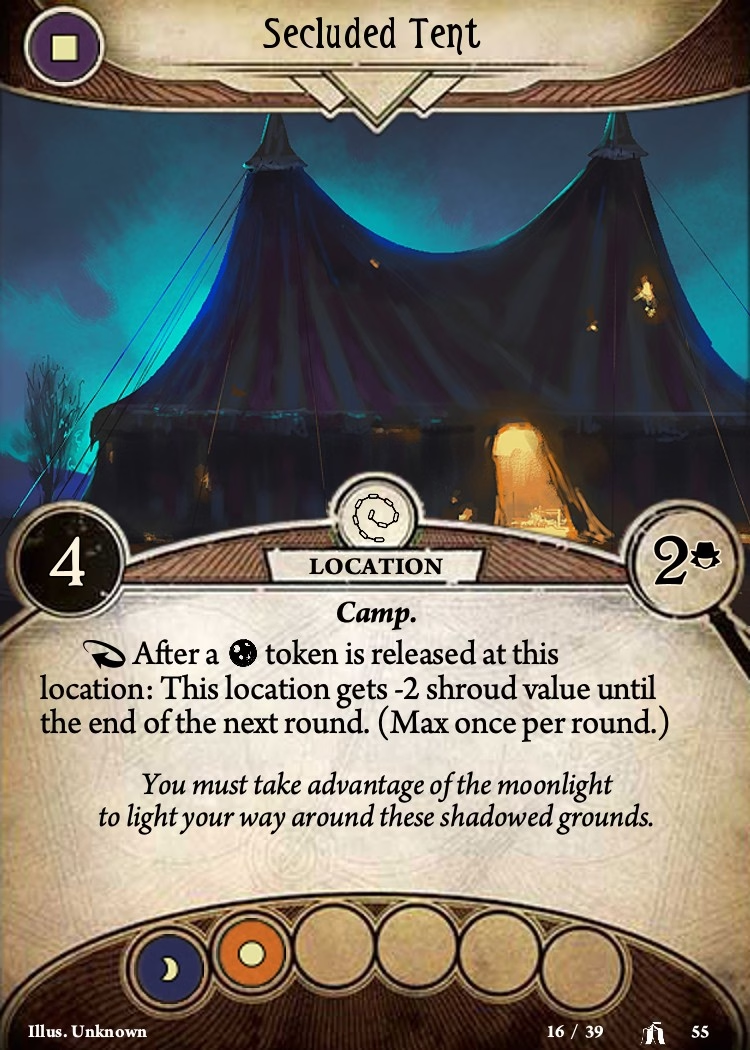 Secluded Tent
4
LOCATION
2
Camp.
After a token is released at this
location: This location gets -2 shroud value until
the end of the next round. (Max once per round.)
You must take advantage of the moonlight
to light your way around these shadowed grounds.
Illus. Unknown
16 / 39
55